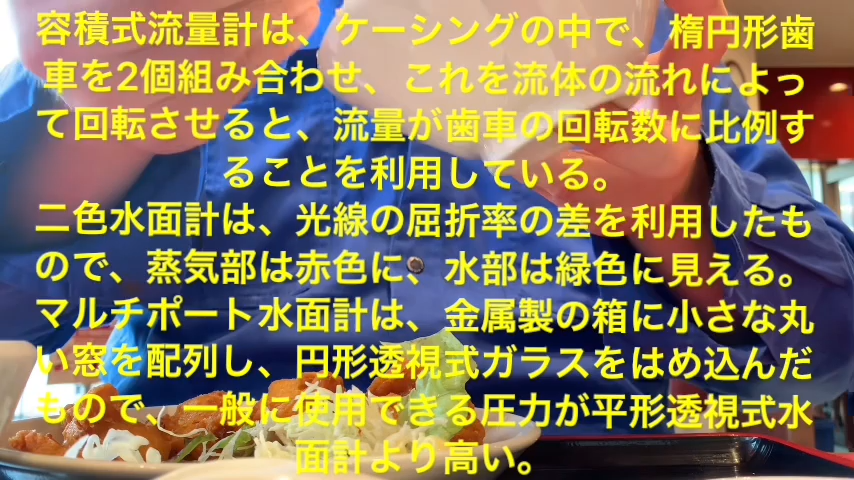 容積式流量計は、ケーシングの中で、楕円形歯
車を2個組み合わせ、これを流体の流れによっ
て回転させると、流量が歯車の回転数に比例す
ることを利用している。
二色水面計は、光線の屈折率の差を利用したも
ので、蒸気部は赤色に、水部は緑色に見える。
マルチポート水面計は、金属製の箱に小さな丸
い窓を配列し、円形透視式ガラスをはめ込んだ
もので、一般に使用できる圧力が平形透視式水
面計より高い。